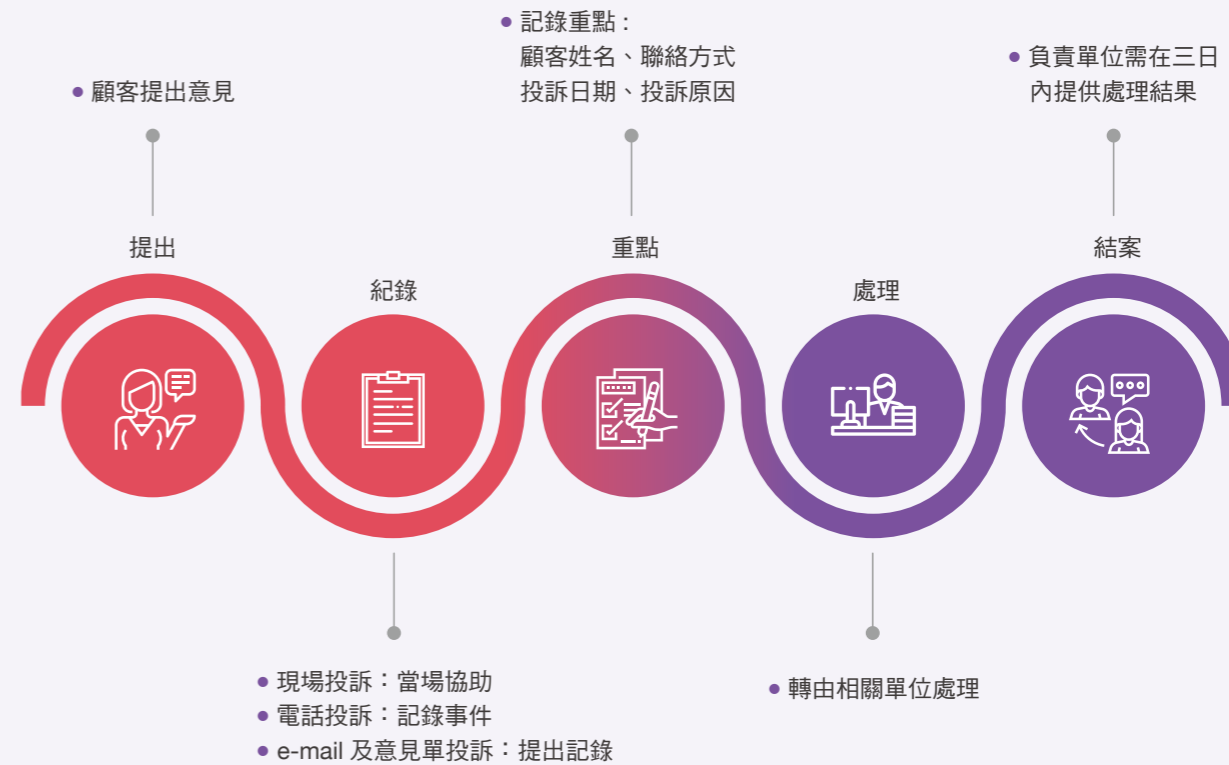 提出
• 顧客提出意見
紀錄
• 現場投訴：當場協助
• 電話投訴：記錄事件
• e-mail 及意見單投訴：提出記錄
重點
• 記錄重點：
顧客姓名、聯絡方式
投訴日期、投訴原因
處理
• 轉由相關單位處理
結案
• 負責單位需在三日
內提供處理結果